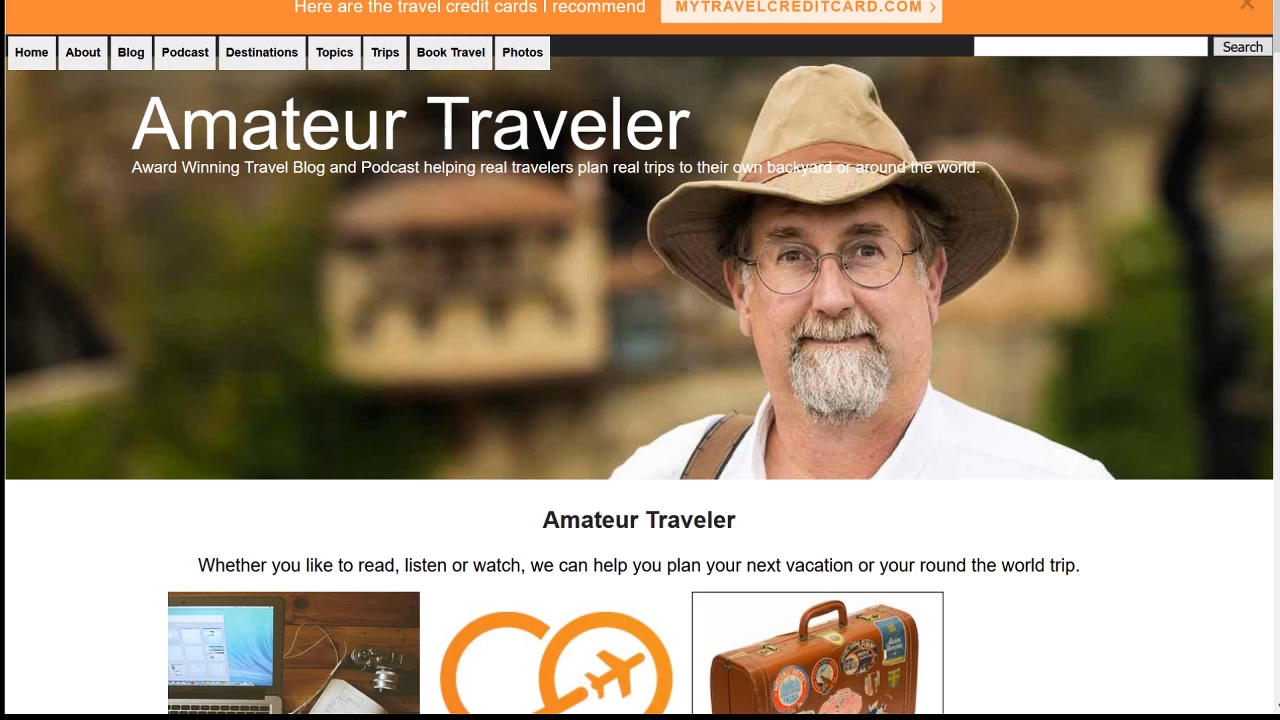 Here are the travel credit cards I recommend MYTRAVELCREDITCARD.COM
Home About Blog Podcast Destinations Topics Trips Book Travel Photos Search
Amateur Traveler
Award Winning Travel Blog and Podcast helping real travelers plan real trips to their own backyard or around the world.
Amateur Traveler
Whether you like to read, listen or watch, we can help you plan your next vacation or your round the world trip.